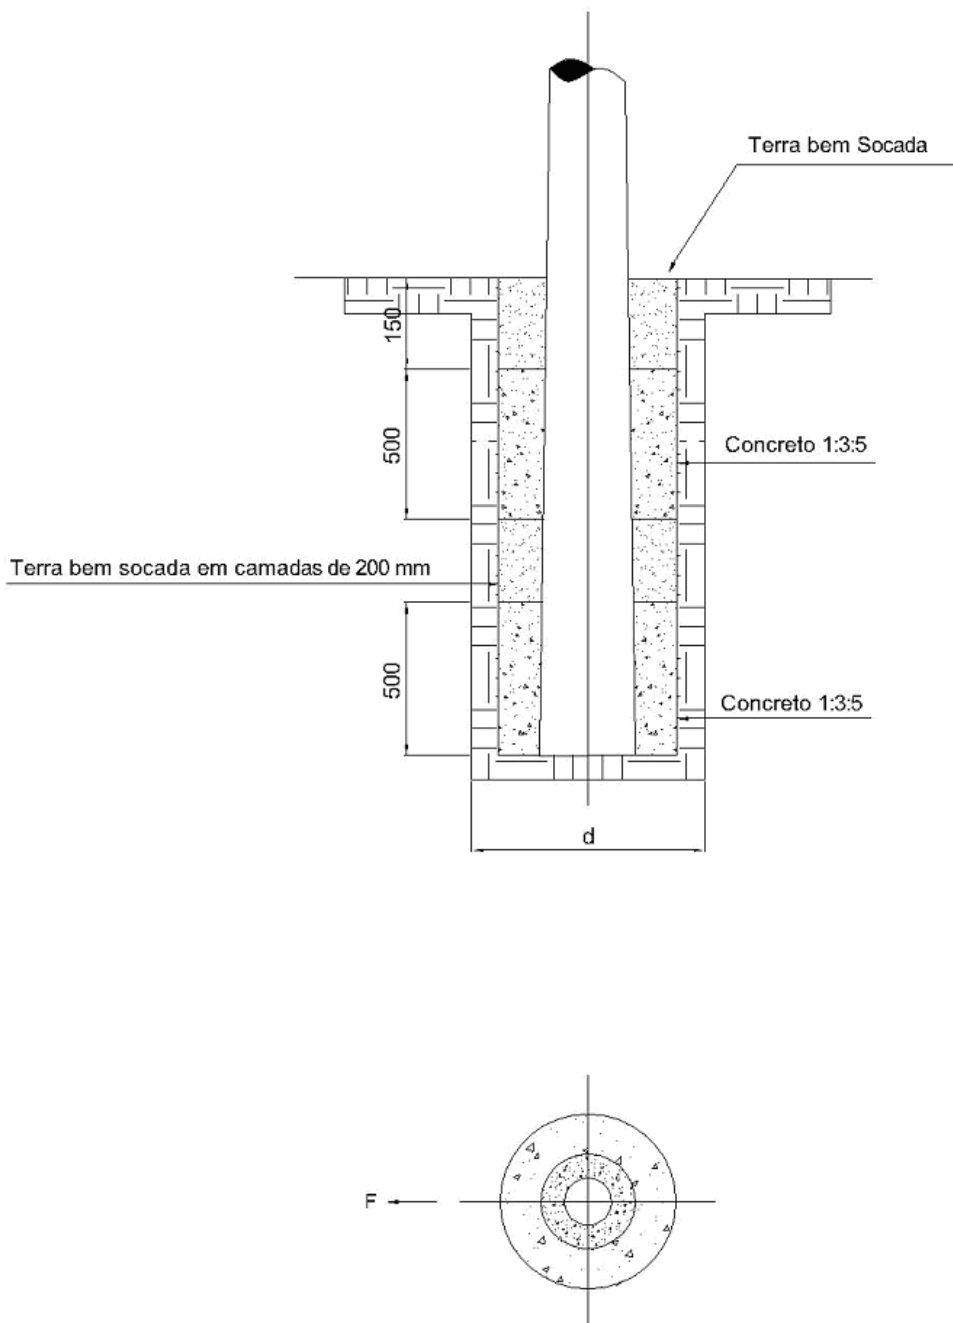 Terra bem Socada
150
500
Concreto 1:3:5
Terra bem socada em camadas de 200 mm
500
Concreto 1:3:5
d
F